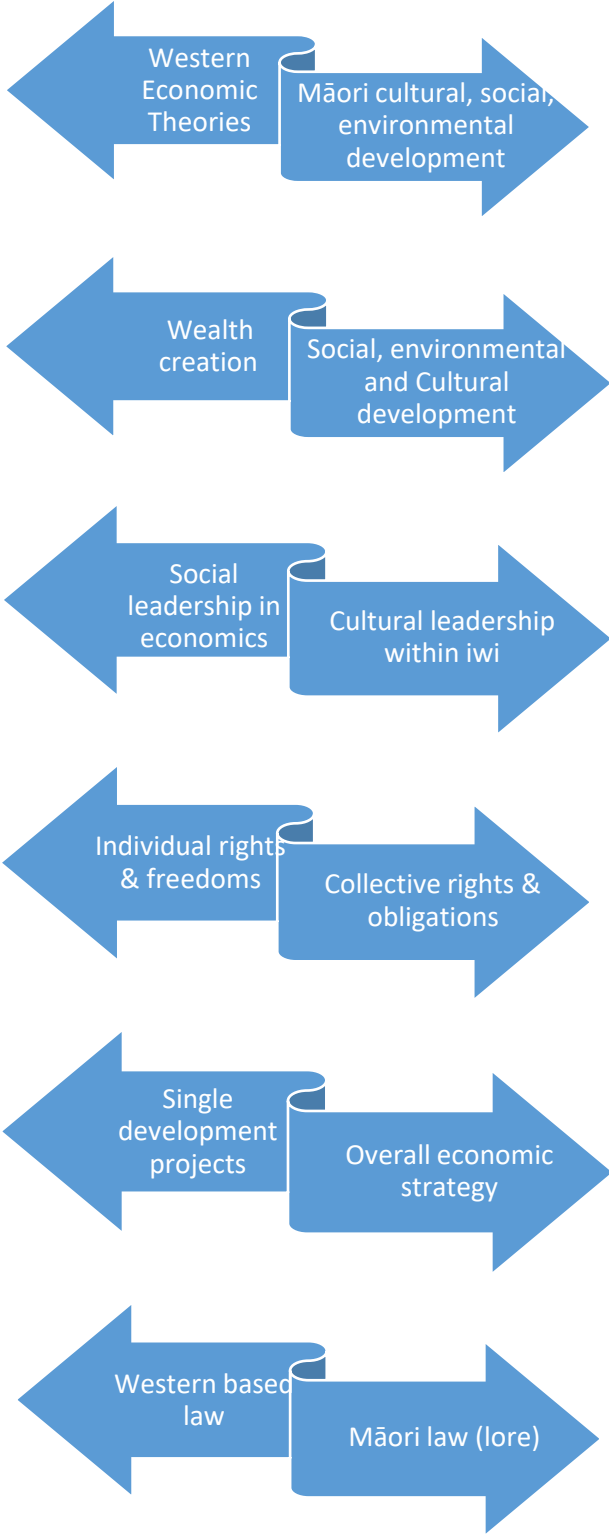 Western
Economic
Theories
Māori cultural, social,
environmental
development
Wealth
creation
Social, environmental
and Cultural
development
Social
leadership in
economics
Cultural leadership
within iwi
Individual rights
& freedoms
Collective rights &
obligations
Single
development
projects
Overall economic
strategy
Western based
law
Māori law (lore)